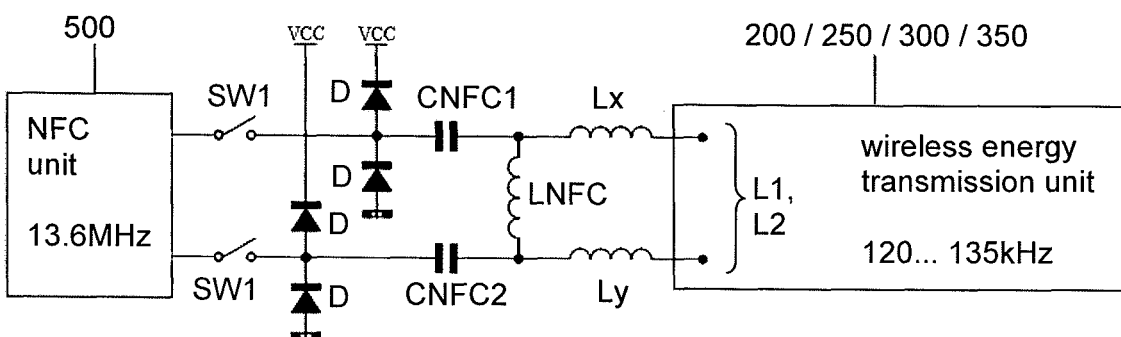 500
200 / 250 / 300 / 350
VCC
VCC
SW1
D
CNFC1
Lx
NFC
unit
13.6MHz
D
LNFC
D
SW1
D
CNFC2
Ly
L1,
L2
wireless energy
transmission unit
120... 135kHz